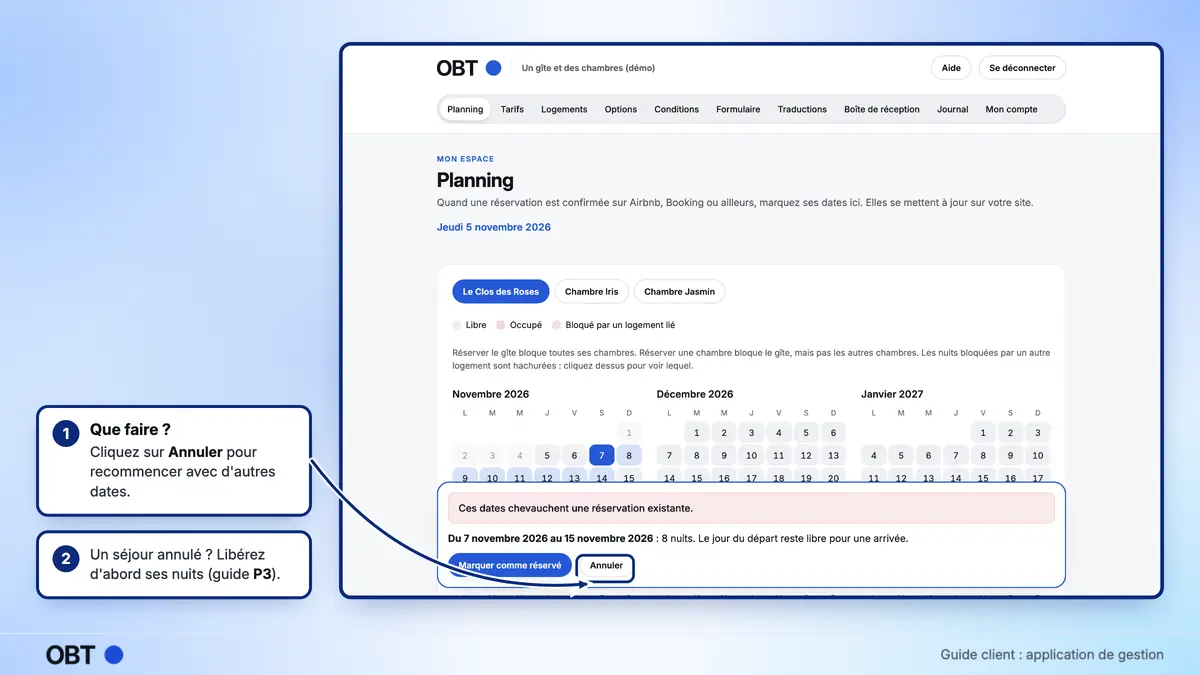 OBT
Un gîte et des chambres (démo)
Aide
Se déconnecter
Planning
Tarifs
Logements
Options
Conditions
Formulaire
Traductions
Boîte de réception
Journal
Mon compte
MON ESPACE
Planning
Quand une réservation est confirmée sur Airbnb, Booking ou ailleurs, marquez ses dates ici. Elles se mettent à jour sur votre site.
Jeudi 5 novembre 2026
Le Clos des Roses
Chambre Iris
Chambre Jasmin
Libre
Occupé
Bloqué par un logement lié
Réserver le gîte bloque toutes ses chambres. Réserver une chambre bloque le gîte, mais pas les autres chambres. Les nuits bloquées par un autre
logement sont hachurées : cliquez dessus pour voir lequel.
Novembre 2026
L M M J V S D
1
2 3 4 5 6 7 8
9 10 11 12 13 14 15
Décembre 2026
L M M J V S D
1 2 3 4 5 6
7 8 9 10 11 12 13
14 15 16 17 18 19 20
Janvier 2027
L M M J V S D
1 2 3
4 5 6 7 8 9 10
11 12 13 14 15 16 17
Ces dates chevauchent une réservation existante.
Du 7 novembre 2026 au 15 novembre 2026 : 8 nuits. Le jour du départ reste libre pour une arrivée.
Marquer comme réservé
Annuler
1
Que faire ?
Cliquez sur Annuler pour
recommencer avec d'autres
dates.
2
Un séjour annulé ? Libérez
d'abord ses nuits (guide P3).
OBT
Guide client : application de gestion